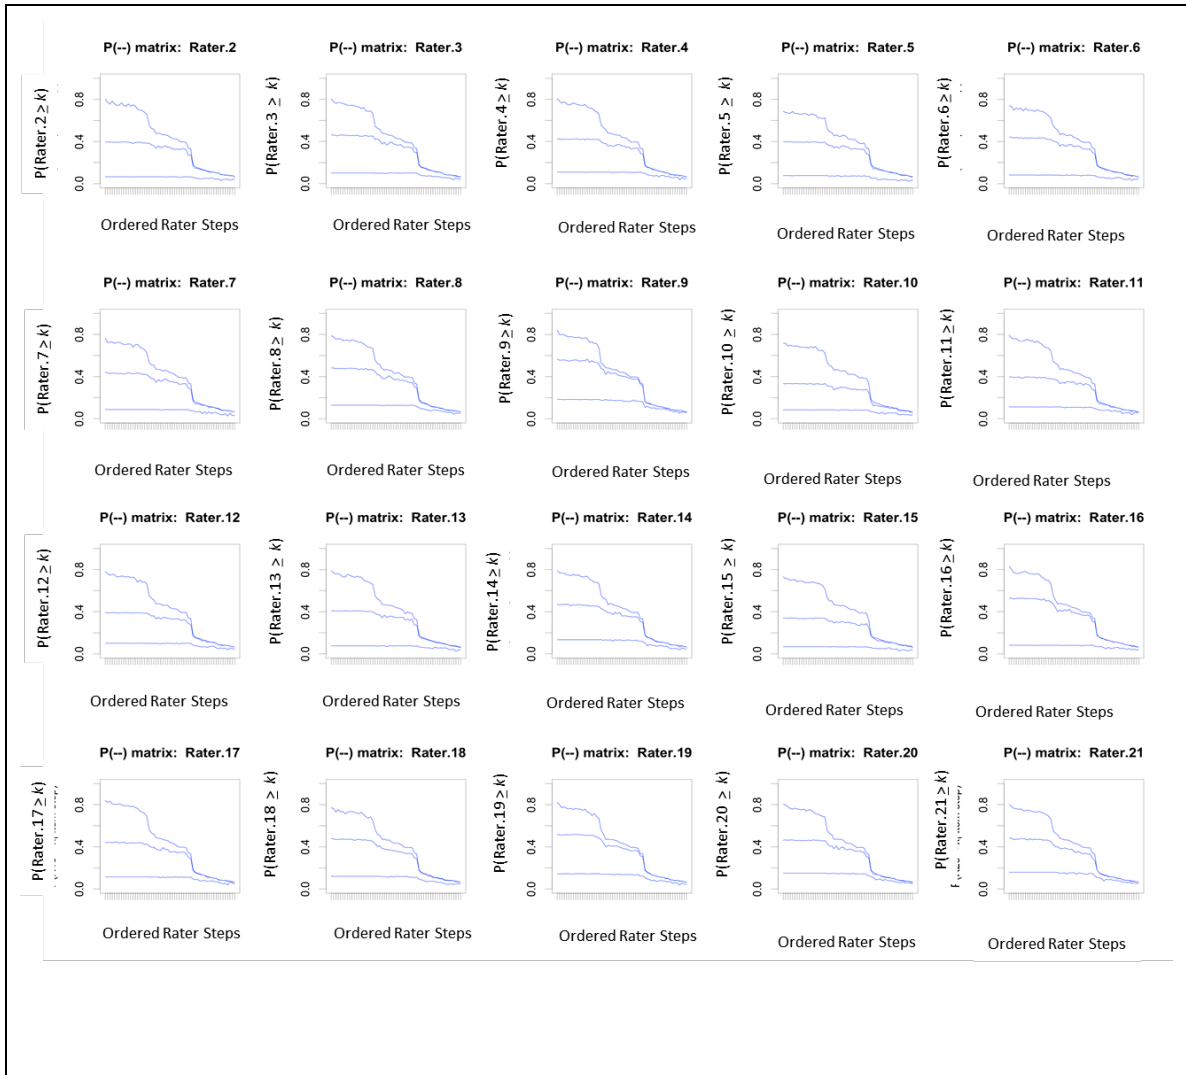 P(--) matrix: Rater.2
P(--) matrix: Rater.3
P(--) matrix: Rater.4
P(--) matrix: Rater.5
P(--) matrix: Rater.6
P(Rater.2 ≥ k)
0.0 0.4 0.8
P(Rater.3 ≥ k)
0.0 0.4 0.8
P(Rater.4 ≥ k)
0.0 0.4 0.8
P(Rater.5 ≥ k)
0.0 0.4 0.8
P(Rater.6 ≥ k)
0.0 0.4 0.8
Ordered Rater Steps
Ordered Rater Steps
Ordered Rater Steps
Ordered Rater Steps
Ordered Rater Steps
P(--) matrix: Rater.7
P(--) matrix: Rater.8
P(--) matrix: Rater.9
P(--) matrix: Rater.10
P(--) matrix: Rater.11
P(Rater.7 ≥ k)
0.0 0.4 0.8
P(Rater.8 ≥ k)
0.0 0.4 0.8
P(Rater.9 ≥ k)
0.0 0.4 0.8
P(Rater.10 ≥ k)
0.0 0.4 0.8
P(Rater.11 ≥ k)
0.0 0.4 0.8
Ordered Rater Steps
Ordered Rater Steps
Ordered Rater Steps
Ordered Rater Steps
Ordered Rater Steps
P(--) matrix: Rater.12
P(--) matrix: Rater.13
P(--) matrix: Rater.14
P(--) matrix: Rater.15
P(--) matrix: Rater.16
P(Rater.12 ≥ k)
0.0 0.4 0.8
P(Rater.13 ≥ k)
0.0 0.4 0.8
P(Rater.14 ≥ k)
0.0 0.4 0.8
P(Rater.15 ≥ k)
0.0 0.4 0.8
P(Rater.16 ≥ k)
0.0 0.4 0.8
Ordered Rater Steps
Ordered Rater Steps
Ordered Rater Steps
Ordered Rater Steps
Ordered Rater Steps
P(--) matrix: Rater.17
P(--) matrix: Rater.18
P(--) matrix: Rater.19
P(--) matrix: Rater.20
P(--) matrix: Rater.21
P(Rater.17 ≥ k)
0.0 0.4 0.8
P(Rater.18 ≥ k)
0.0 0.4 0.8
P(Rater.19 ≥ k)
0.0 0.4 0.8
P(Rater.20 ≥ k)
0.0 0.4 0.8
P(Rater.21 ≥ k)
0.0 0.4 0.8
Ordered Rater Steps
Ordered Rater Steps
Ordered Rater Steps
Ordered Rater Steps
Ordered Rater Steps